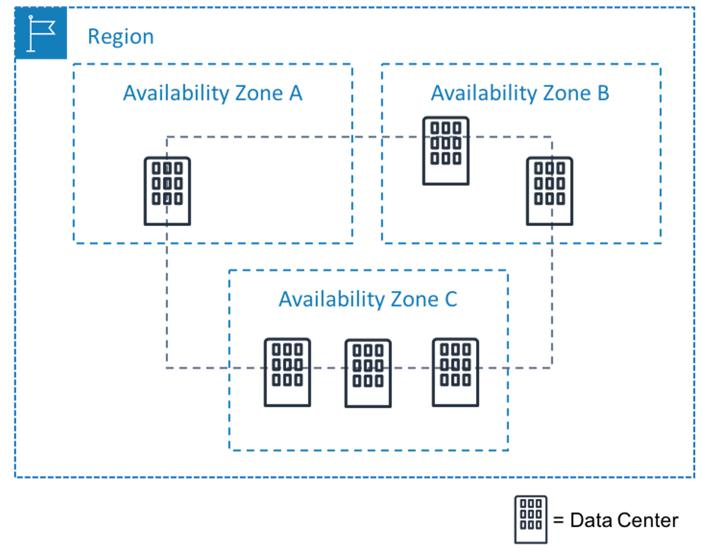 Region
Availability Zone A
Availability Zone B
Availability Zone C
= Data Center